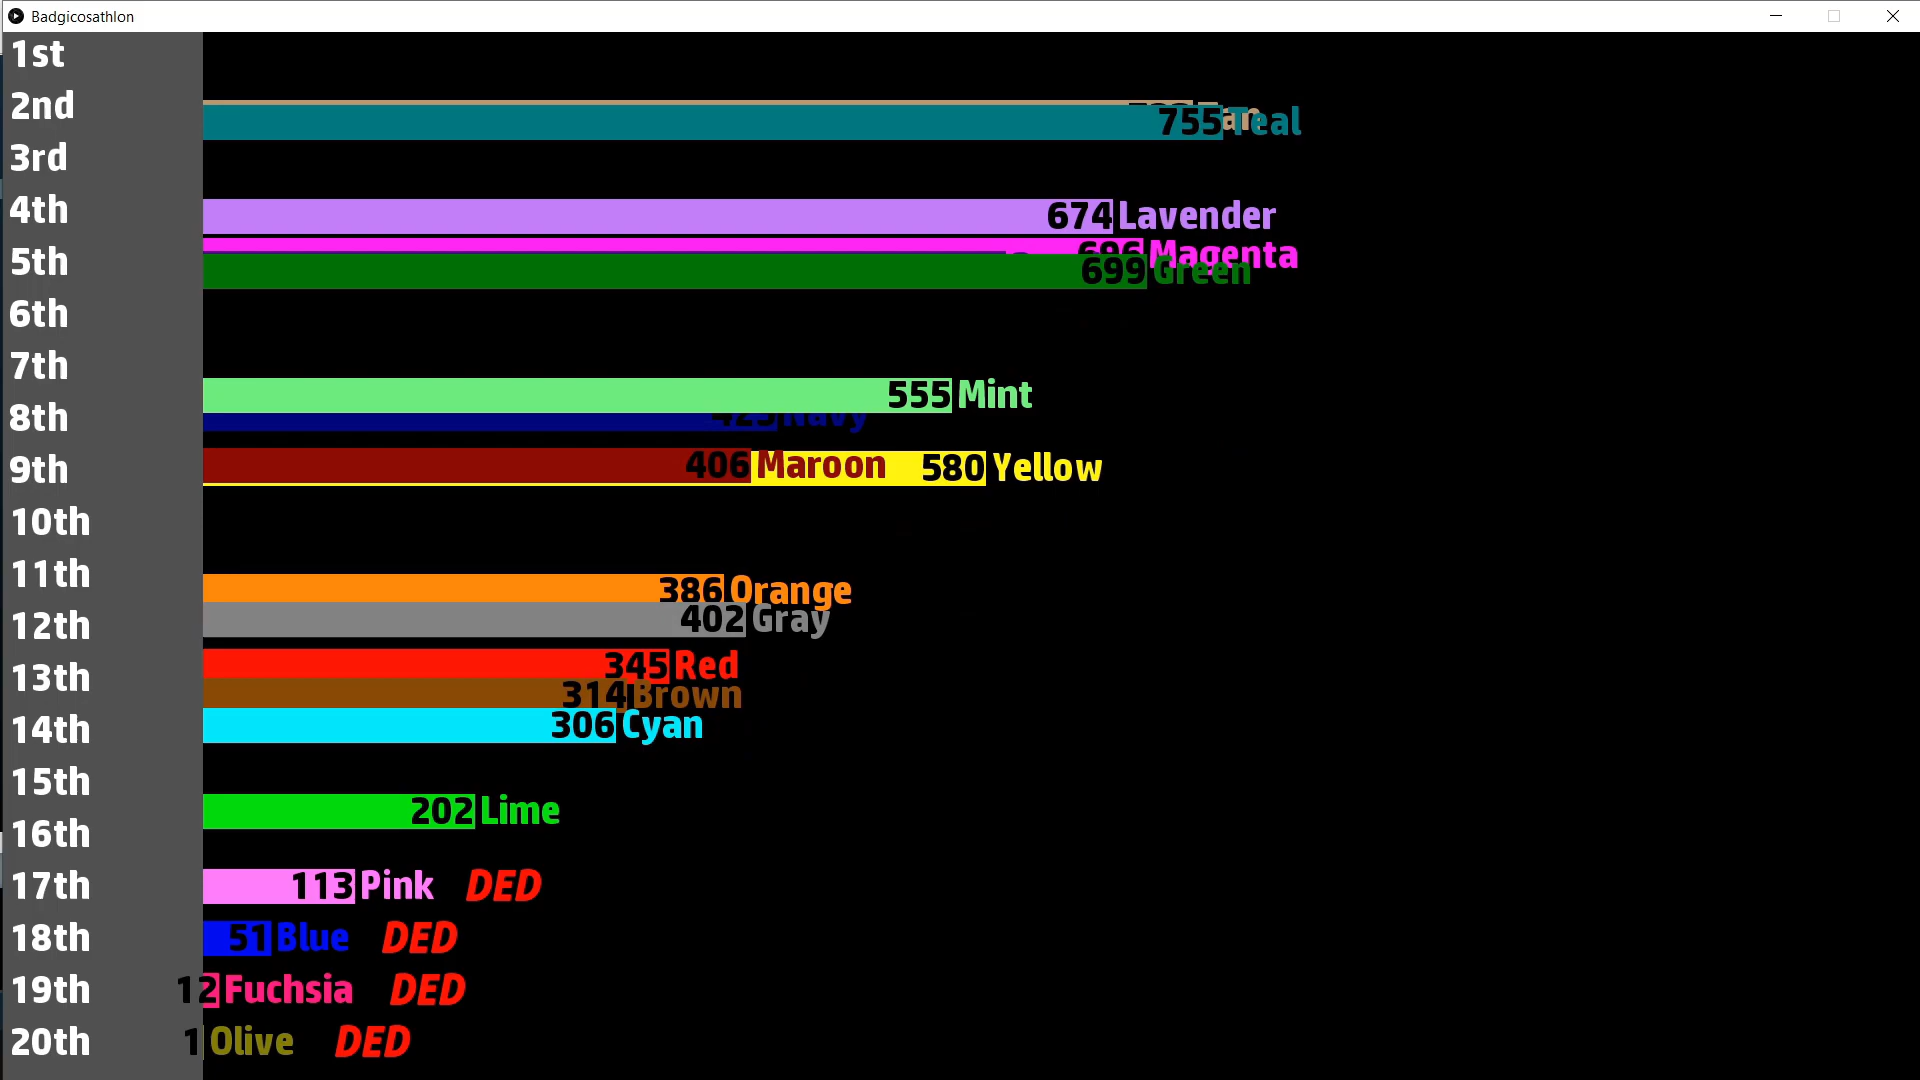 Badgicosathlon
1st
2nd
755 Teal
3rd
4th
674 Lavender
696 Magenta
5th
699 Green
6th
7th
555 Mint
8th
423 Navy
9th
406 Maroon 580 Yellow
10th
11th
386 Orange
12th
402 Gray
345 Red
13th
314 Brown
14th
306 Cyan
15th
202 Lime
16th
17th 113 Pink DED
18th 51 Blue DED
19th 12 Fuchsia DED
20th 1 Olive DED